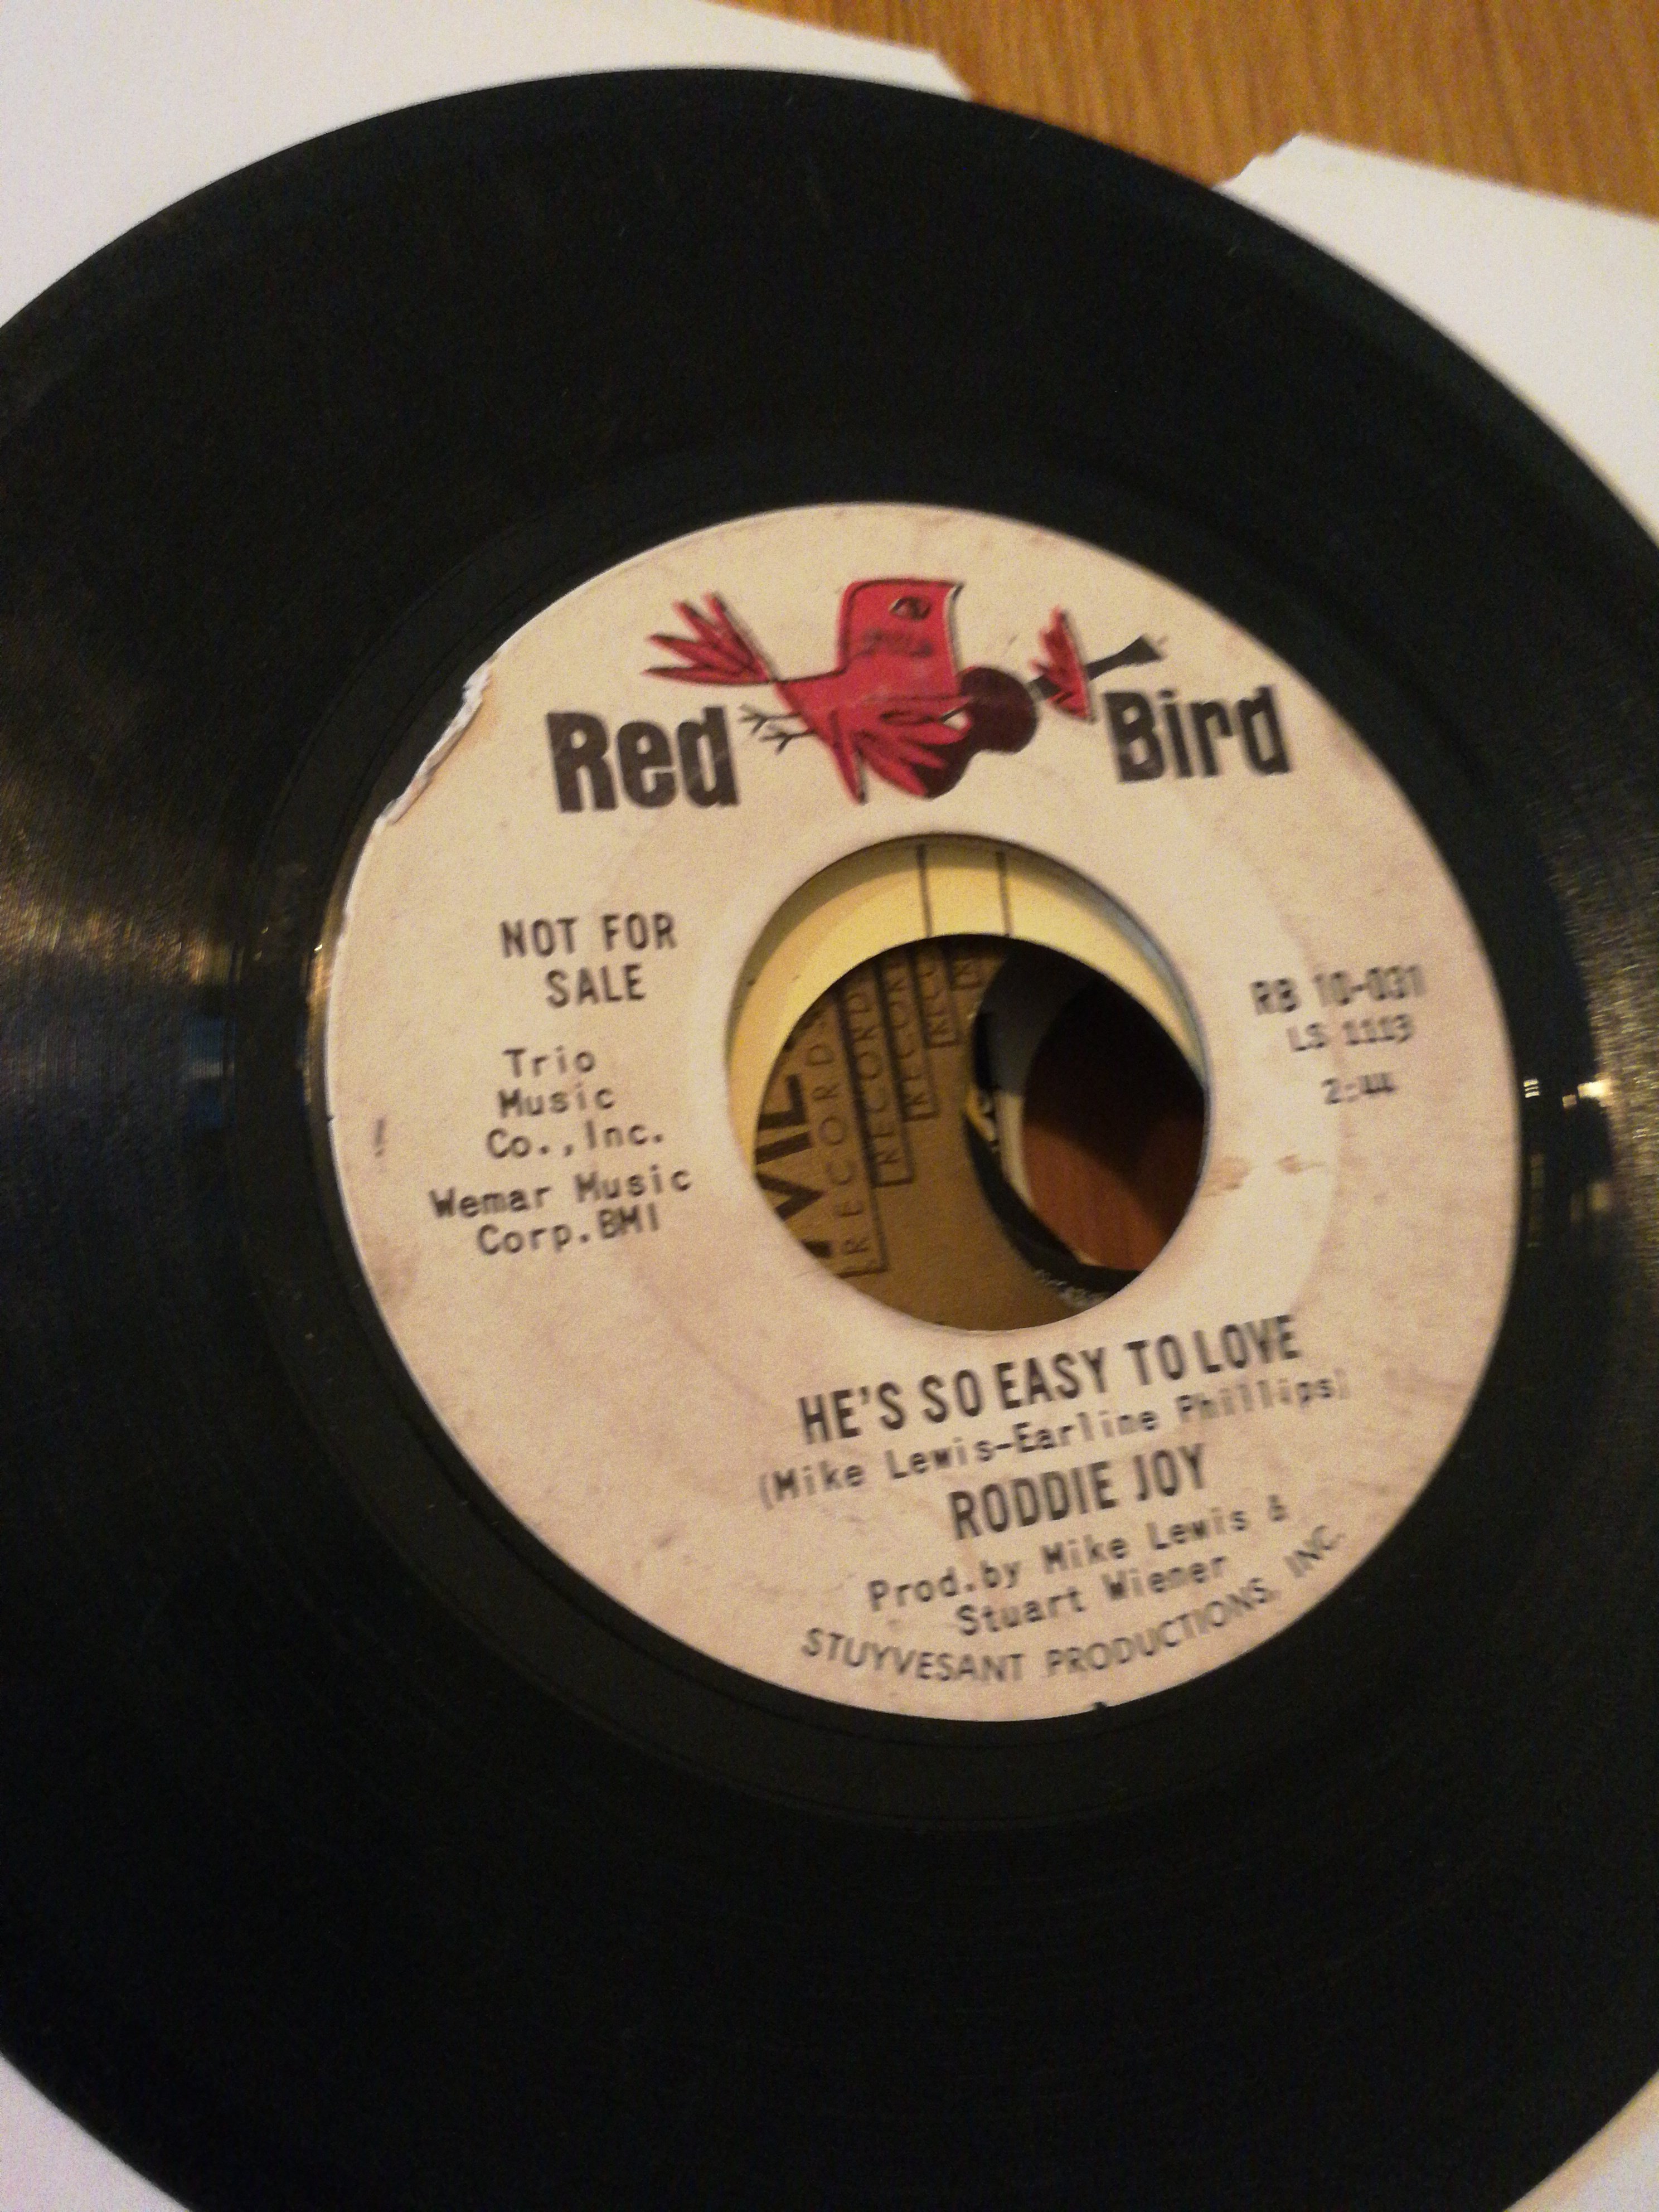 Red Bird
NOT FOR
SALE
Trio
Music
Co.,Inc.
Wemar Music
Corp.BMI
RB 10-031
LS 1113
2:44
RECORDS
HE'S SO EASY TO LOVE
(Mike Lewis-Earline Phillips)
RODDIE JOY
Prod.by Mike Lewis &
Stuart Wiener
STUYVESANT PRODUCTIONS, INC.